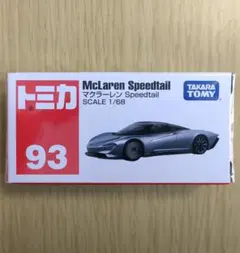 トミカ
93
McLaren Speedtail
マクラーレン Speedtail
SCALE 1/68
TAKARA
TOMY